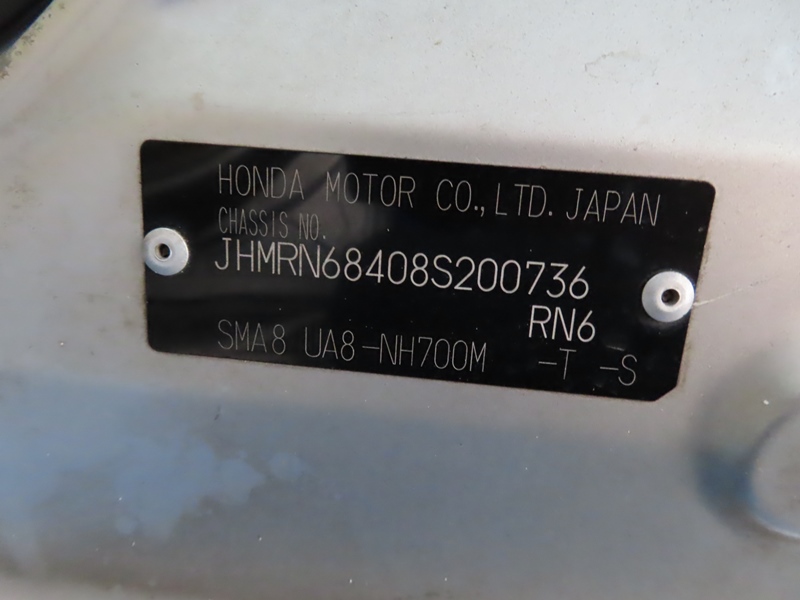 HONDA MOTOR CO., LTD. JAPAN
CHASSIS NO.
JHMRN68408S200736
RN6
SMA8 UA8-NH700M -T -S